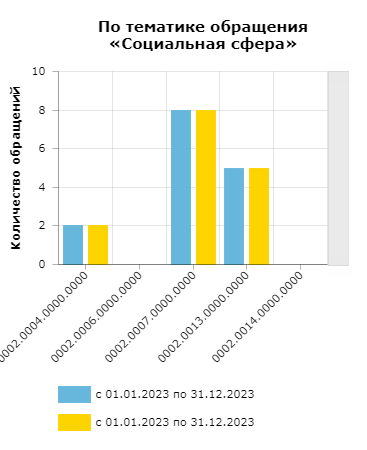 По тематике обращения
«Социальная сфера»
Количество обращений
10
8
6
4
2
0
0002.0004.0000.0000
0002.0006.0000.0000
0002.0007.0000.0000
0002.0013.0000.0000
0002.0014.0000.0000
с 01.01.2023 по 31.12.2023
с 01.01.2023 по 31.12.2023